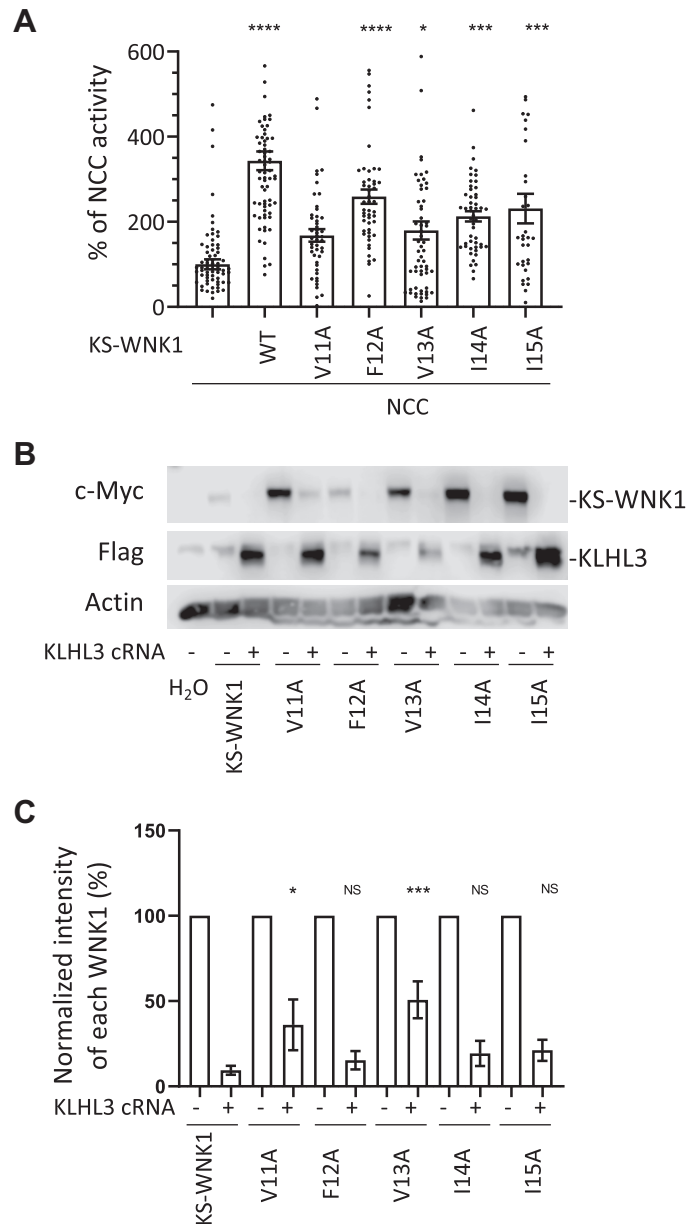 A
**** **** * *** ***
600
400
200
0
% of NCC activity
KS-WNK1
WT
V11A
F12A
V13A
I14A
I15A
NCC
B
c-Myc
-KS-WNK1
Flag
-KLHL3
Actin
KLHL3 cRNA - - + - + - + - + - + - +
H₂O
KS-WNK1
V11A
F12A
V13A
I14A
I15A
C
150
100
50
0
Normalized intensity
of each WNK1 (%)
* NS *** NS NS
KLHL3 cRNA - + - + - + - + - + - +
KS-WNK1
V11A
F12A
V13A
I14A
I15A